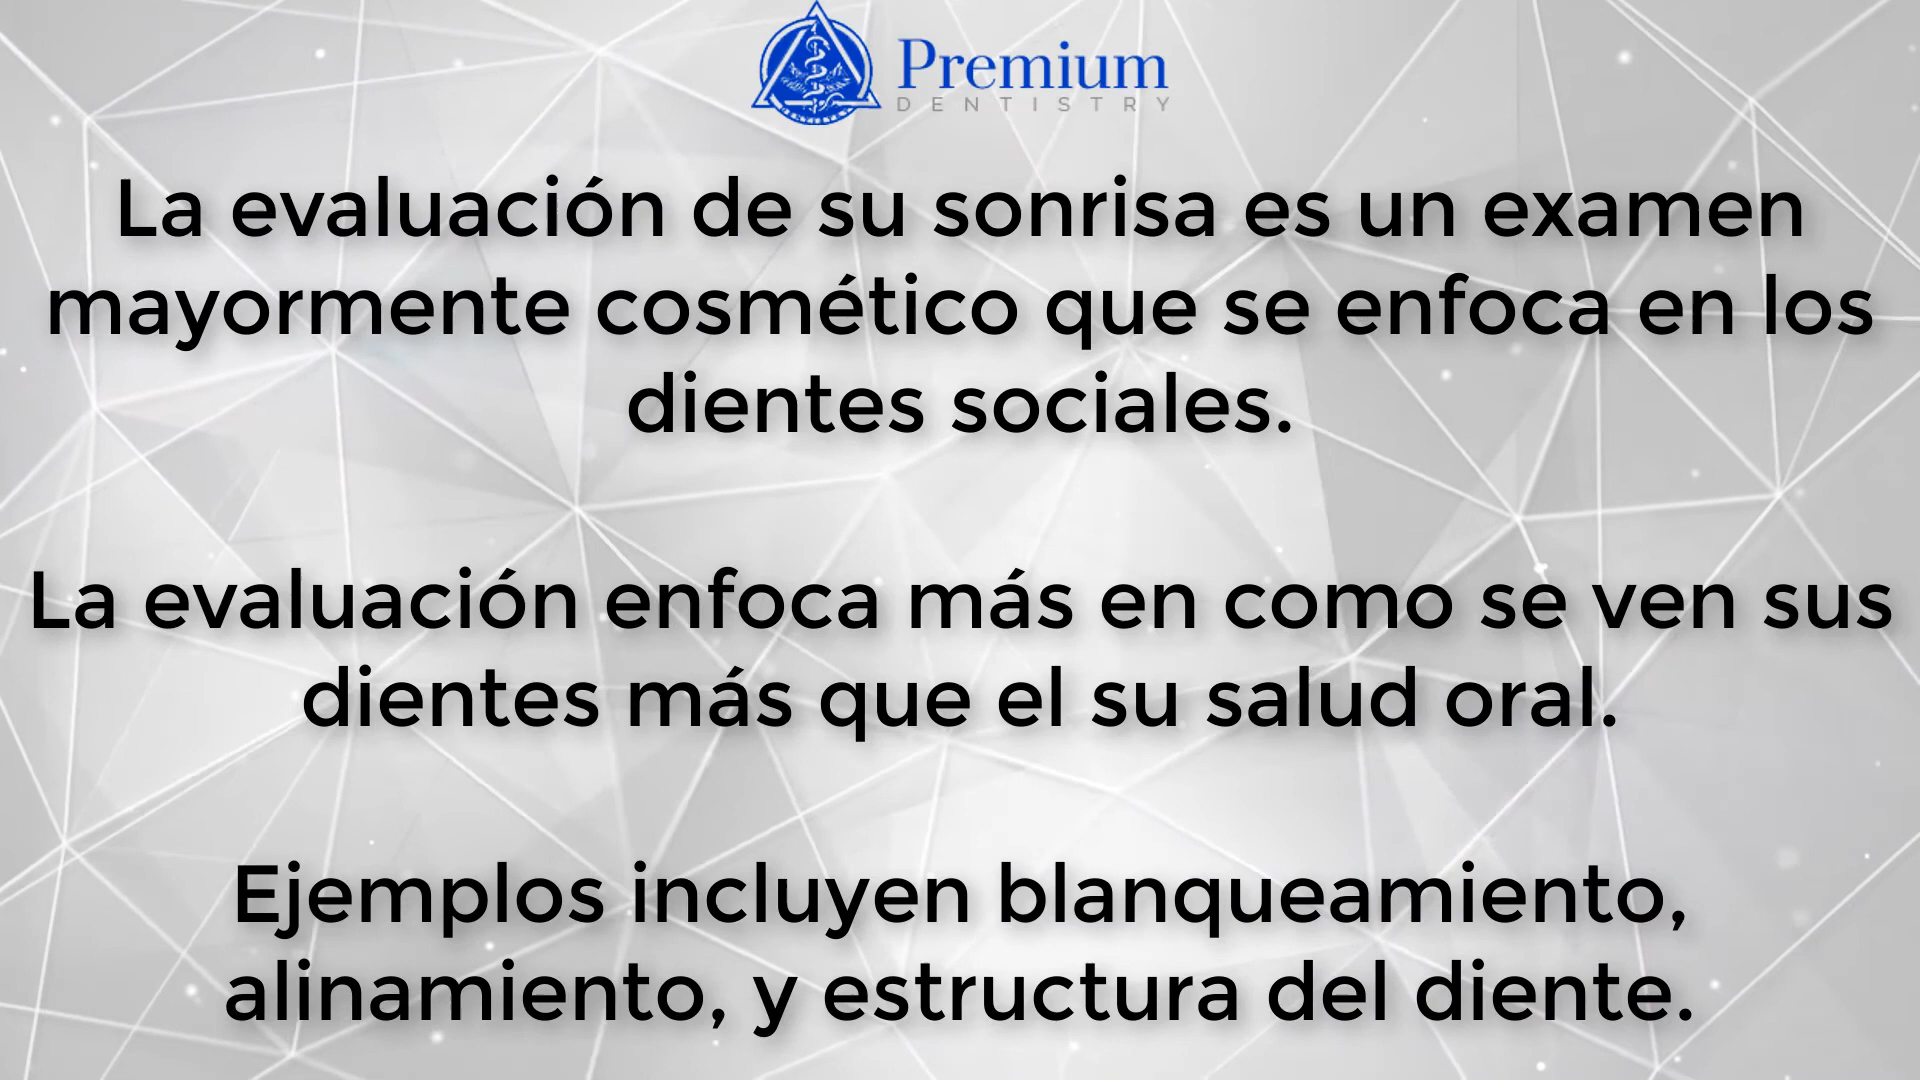 Premium
DENTISTRY
La evaluación de su sonrisa es un examen
mayormente cosmético que se enfoca en los
dientes sociales.
La evaluación enfoca más en como se ven sus
dientes más que el su salud oral.
Ejemplos incluyen blanqueamiento,
alinamiento, y estructura del diente.